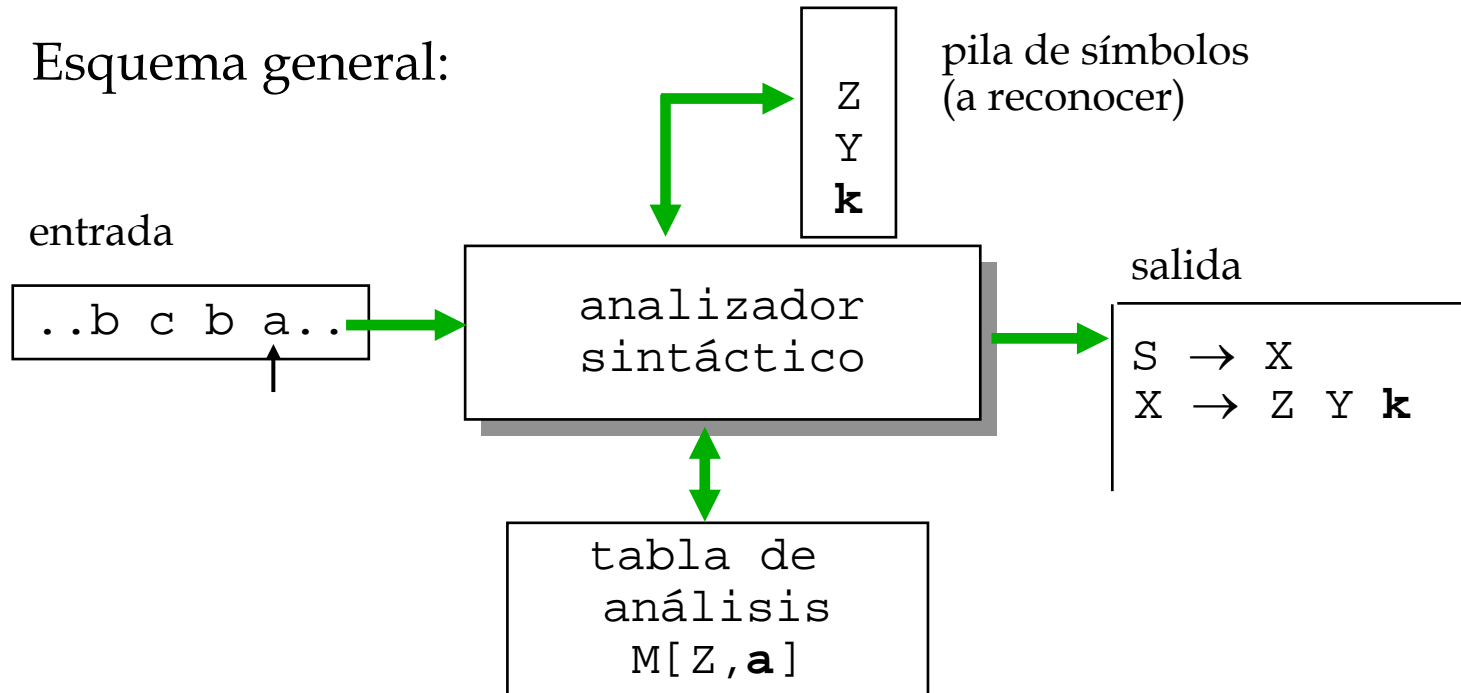 Esquema general:
pila de símbolos
(a reconocer)
Z
Y
k
entrada
..b c b a..
analizador
sintáctico
salida
S → X
X → Z Y k
tabla de
análisis
M[Z,a]